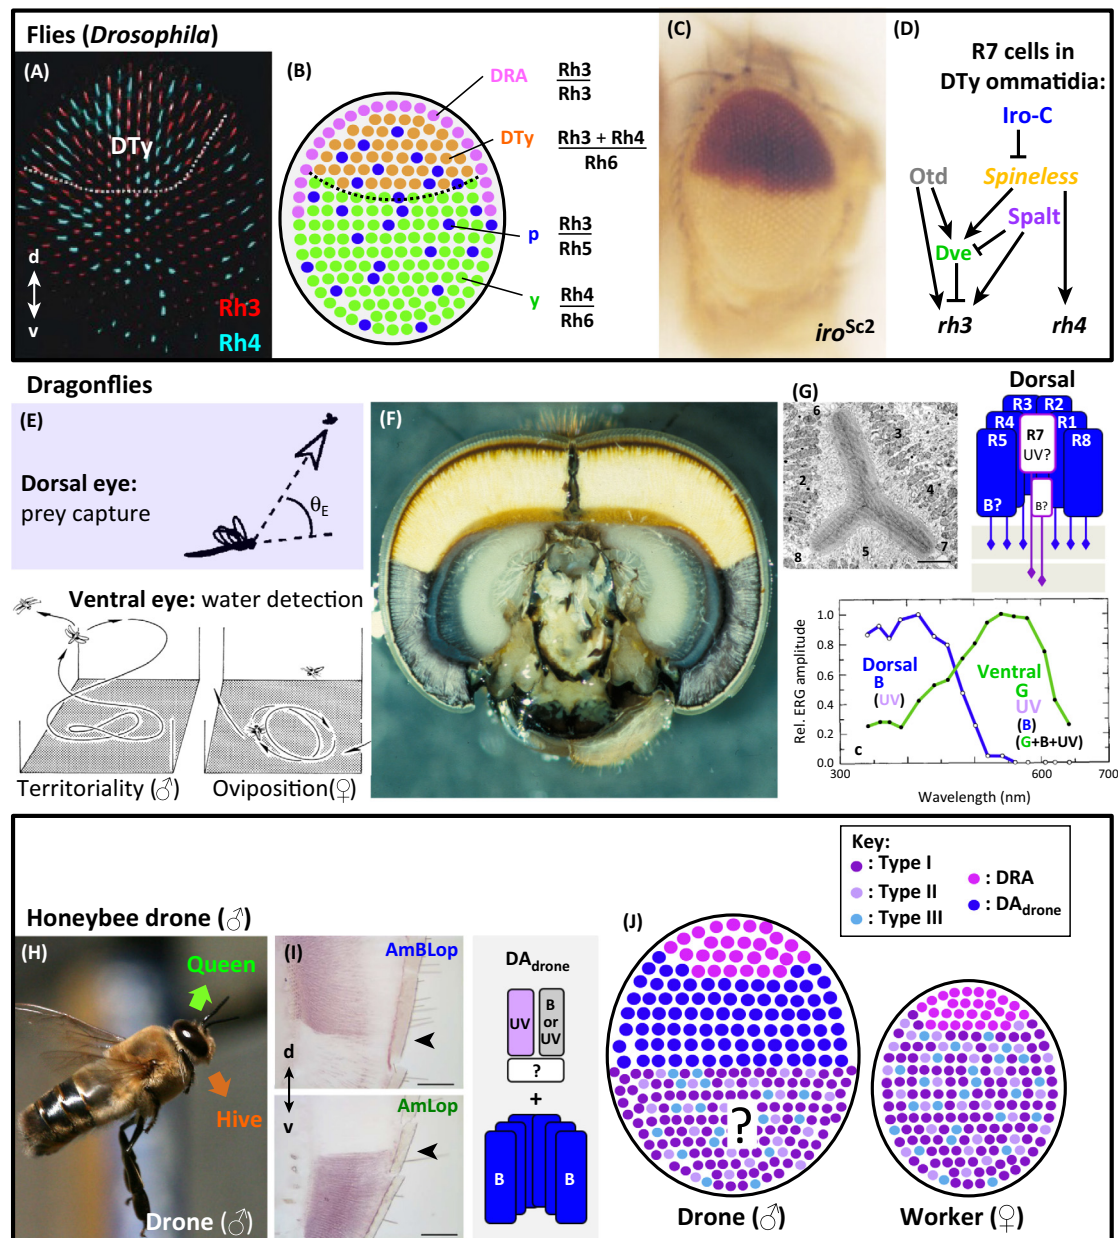 Flies (Drosophila)
(A)
DTy
d
v
Rh3
Rh4
(B)
DRA
Rh3
Rh3
DTy
Rh3 + Rh4
Rh6
p
Rh3
Rh5
y
Rh4
Rh6
(C)
iroSc2
(D)
R7 cells in
DTy ommatidia:
Iro-C
Otd
Spineless
Spalt
Dve
rh3
rh4
Dragonflies
(E)
Dorsal eye:
prey capture
θE
Ventral eye: water detection
Territoriality (♂)
Oviposition(♀)
(F)
(G)
6
3
2
4
8
5
7
Dorsal
R3 R2
R4 R1
R5 R7 R8
UV?
B? B?
Rel. ERG amplitude
1.0
0.8
0.6
0.4
0.2
0.0
Dorsal
B
(UV)
Ventral
G
UV
(B)
(G+B+UV)
c
300 400 500 600 700
Wavelength (nm)
Honeybee drone (♂)
(H)
Queen
Hive
Drone (♂)
(I)
AmBLop
d
v
AmLop
DAdrone
UV
B
or
UV
?
+
B B
(J)
Key:
: Type I
: Type II
: Type III
: DRA
: DAdrone
?
Drone (♂)
Worker (♀)